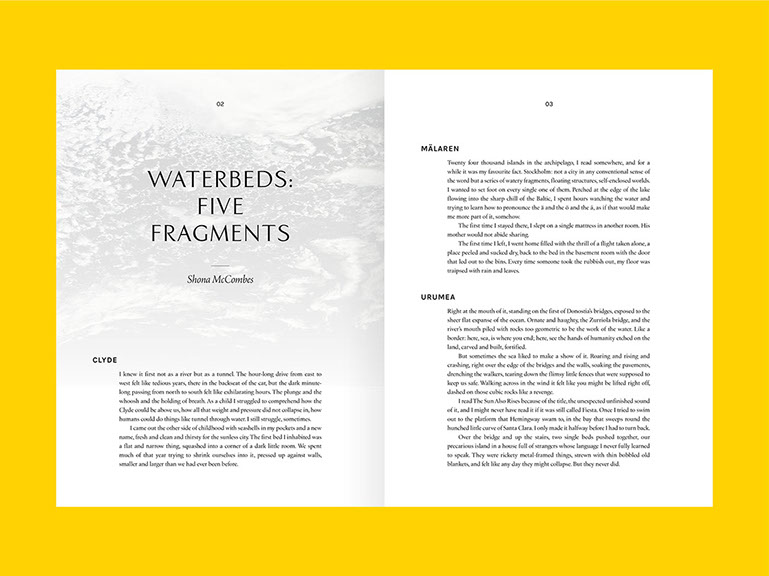 02
WATERBEDS:
FIVE
FRAGMENTS
Shona McCombes
CLYDE
I knew it first not as a river but as a tunnel. The hour-long drive from east to
west felt like tedious years, there in the backseat of the car, but the dark minute-
long passing from north to south felt like exhilarating hours. The plunge and the
whoosh and the holding of breath. As a child I struggled to comprehend how the
Clyde could be above us, how all that weight and pressure did not collapse in, how
humans could do things like tunnel through water. I still struggle, sometimes.
I came out the other side of childhood with seashells in my pockets and a new
name, fresh and clean and thirsty for the sunless city. The first bed I inhabited was
a flat and narrow thing, squashed into a corner of a dark little room. We spent
much of that year trying to shrink ourselves into it, pressed up against walls,
smaller and larger than we had ever been before.
03
MÄLAREN
Twenty four thousand islands in the archipelago, I read somewhere, and for a
while it was my favourite fact. Stockholm: not a city in any conventional sense of
the word but a series of watery fragments, floating structures, self-enclosed worlds.
I wanted to set foot on every single one of them. Perched at the edge of the lake
flowing into the sharp chill of the Baltic, I spent hours watching the water and
trying to learn how to pronounce the ä and the ö and the å, as if that would make
me more part of it, somehow.
The first time I stayed there, I slept on a single mattress in another room. His
mother would not abide sharing.
The first time I left, I went home filled with the thrill of a flight taken alone, a
place peeled and sucked dry, back to the bed in the basement room with the door
that led out to the bins. Every time someone took the rubbish out, my floor was
traipsed with rain and leaves.
URUMEA
Right at the mouth of it, standing on the first of Donostia's bridges, exposed to the
sheer flat expanse of the ocean. Ornate and haughty, the Zurriola bridge, and the
river's mouth piled with rocks too geometric to be the work of the water. Like a
border: here, sea, is where you end; here, see the hands of humanity etched on the
land, carved and built, fortified.
But sometimes the sea liked to make a show of it. Roaring and rising and
crashing, right over the edge of the bridges and the walls, soaking the pavements,
drenching the walkers, tearing down the flimsy little fences that were supposed to
keep us safe. Walking across in the wind it felt like you might be lifted right off,
dashed on those cubic rocks like a revenge.
I read The Sun Also Rises because of the title, the unexpected unfinished sound
of it, and I might never have read it if it was still called Fiesta. Once I tried to swim
out to the platform that Hemingway swam to, in the bay that sweeps round the
hunched little curve of Santa Clara. I only made it halfway before I had to turn back.
Over the bridge and up the stairs, two single beds pushed together, our
precarious island in a house full of strangers whose language I never fully learned
to speak. They were rickety metal-framed things, strewn with thin bobbled old
blankets, and felt like any day they might collapse. But they never did.